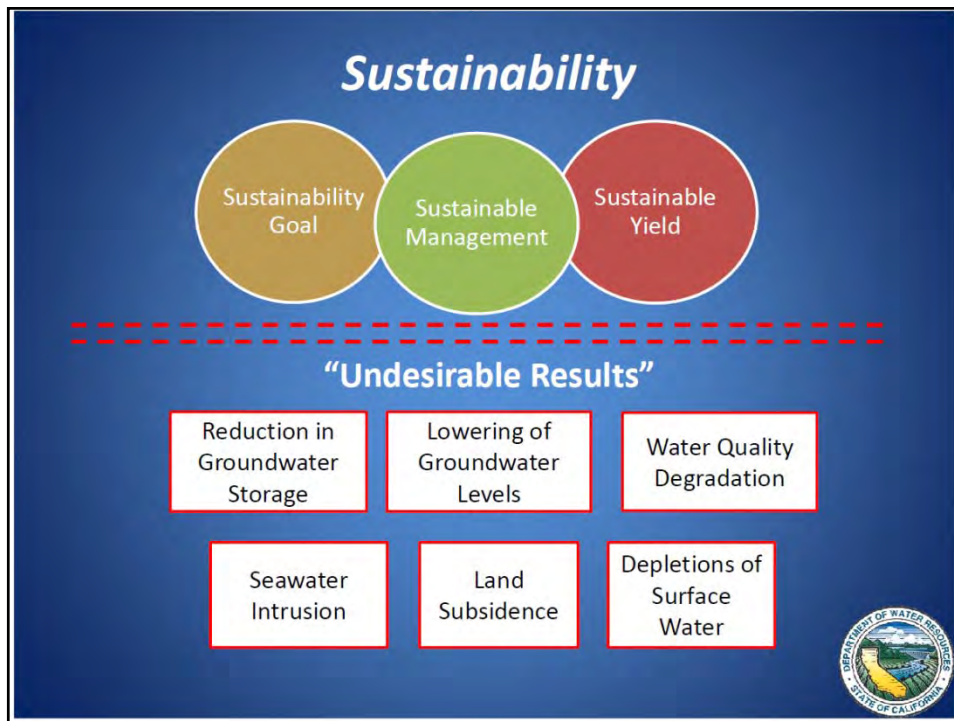 Sustainability
Sustainability
Goal
Sustainable
Management
Sustainable
Yield
“Undesirable Results”
Reduction in
Groundwater
Storage
Lowering of
Groundwater
Levels
Water Quality
Degradation
Seawater
Intrusion
Land
Subsidence
Depletions of
Surface
Water
DEPARTMENT OF WATER RESOURCES
STATE OF CALIFORNIA